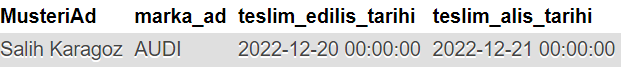 MusteriAd marka_ad teslim_edilis_tarihi teslim_alis_tarihi
Salih Karagoz AUDI 2022-12-20 00:00:00 2022-12-21 00:00:00